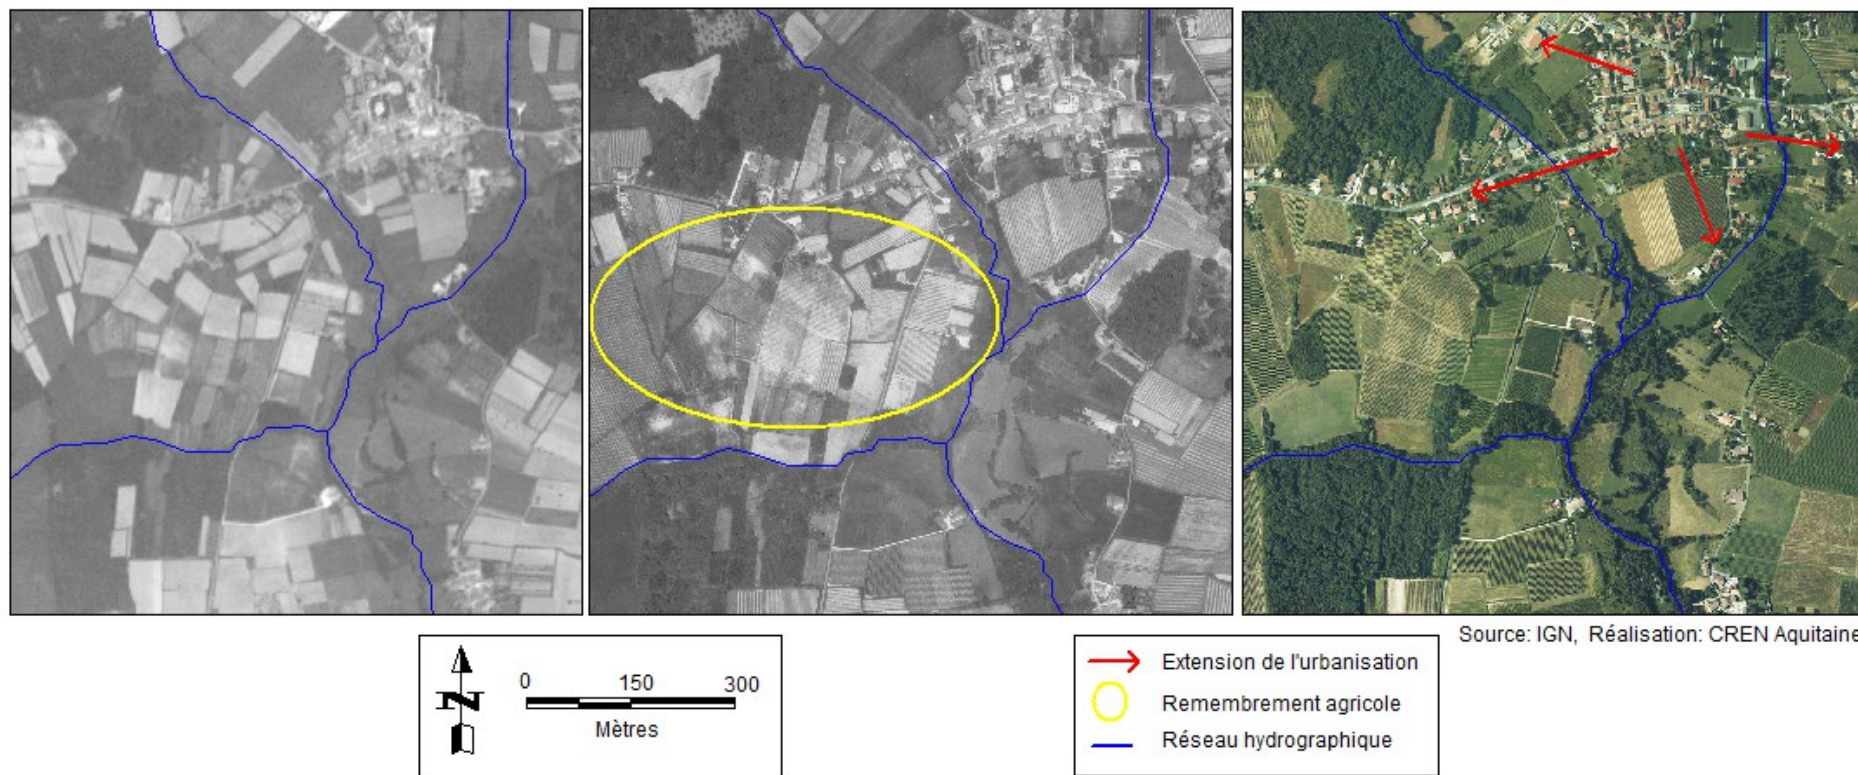 Source: IGN, Réalisation: CREN Aquitaine
N
0 150 300
Mètres
Extension de l'urbanisation
Remembrement agricole
Réseau hydrographique